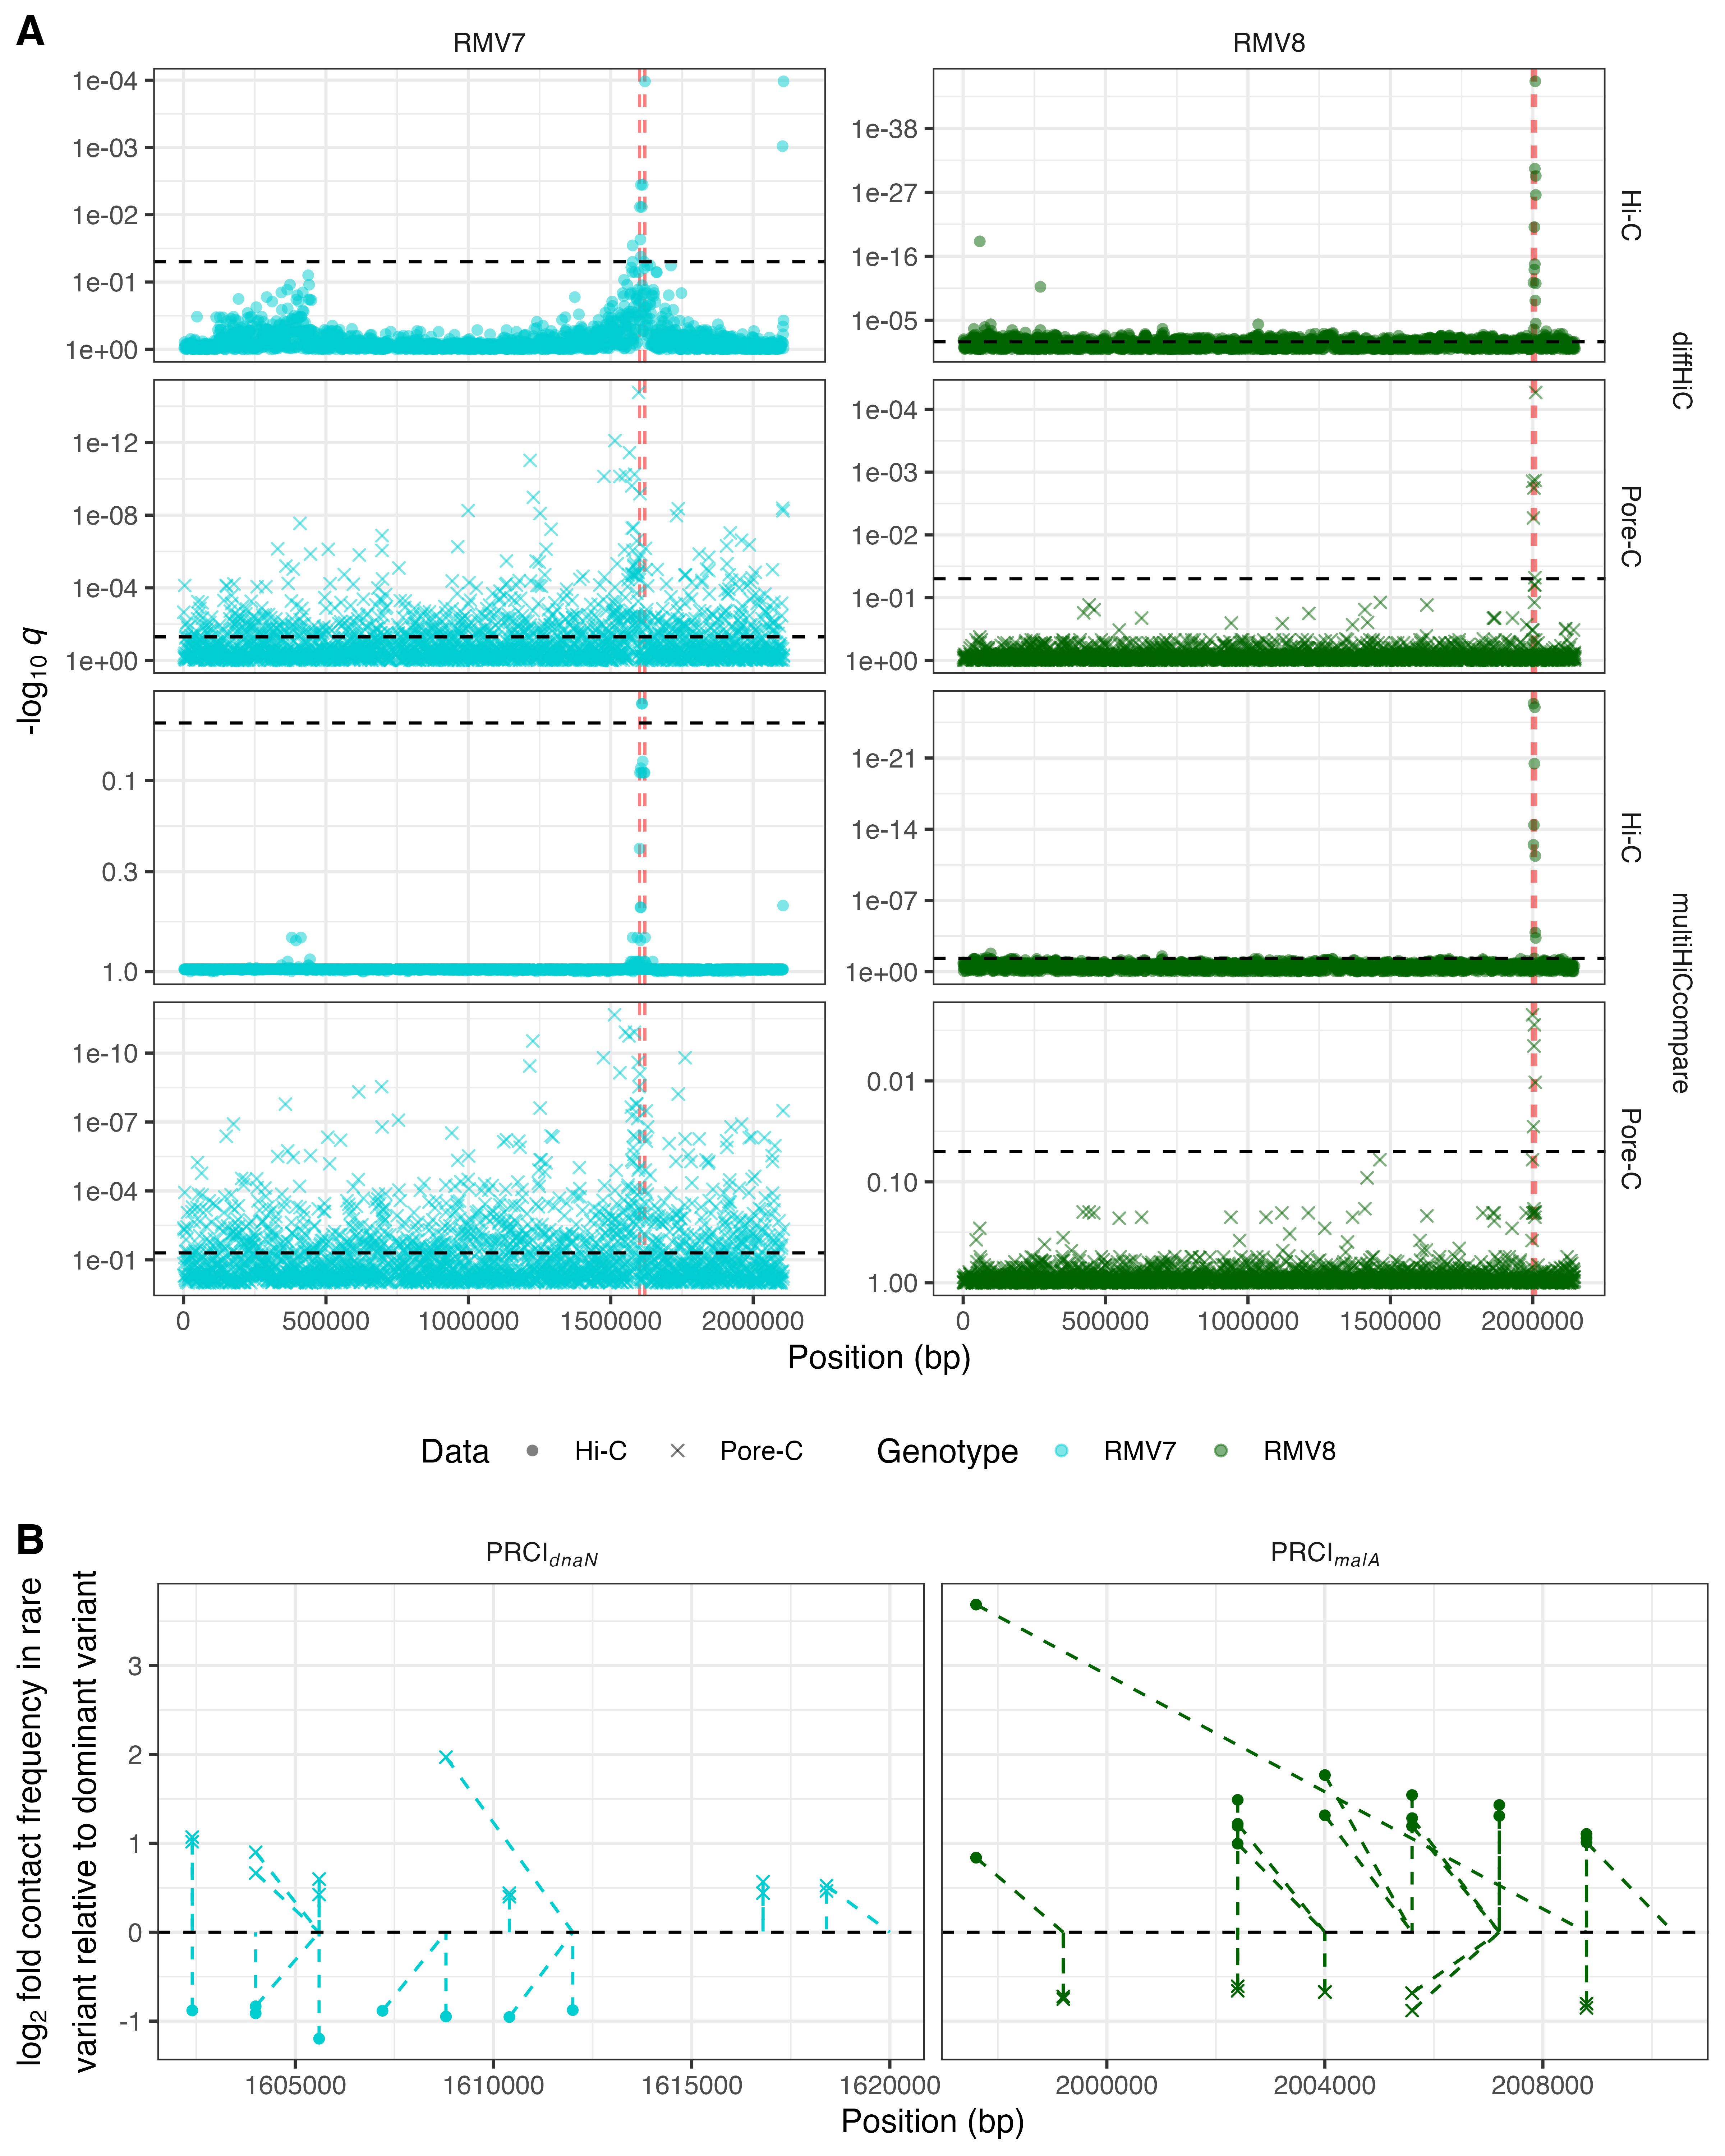 A
RMV7
RMV8
1e-04
1e-03
1e-02
1e-01
1e+00
1e-38
1e-27
1e-16
1e-05
Hi-C
diffHiC
1e-12
1e-08
1e-04
1e+00
1e-04
1e-03
1e-02
1e-01
1e+00
Pore-C
-log10 q
0.1
0.3
1.0
1e-21
1e-14
1e-07
1e+00
Hi-C
multiHiCcompare
1e-10
1e-07
1e-04
1e-01
0.01
0.10
1.00
Pore-C
0 500000 1000000 1500000 2000000
0 500000 1000000 1500000 2000000
Position (bp)
Data Hi-C Pore-C Genotype RMV7 RMV8
B
PRCIdnaN
PRCImalA
log2 fold contact frequency in rare
variant relative to dominant variant
3
2
1
0
-1
1605000 1610000 1615000 1620000
2000000 2004000 2008000
Position (bp)